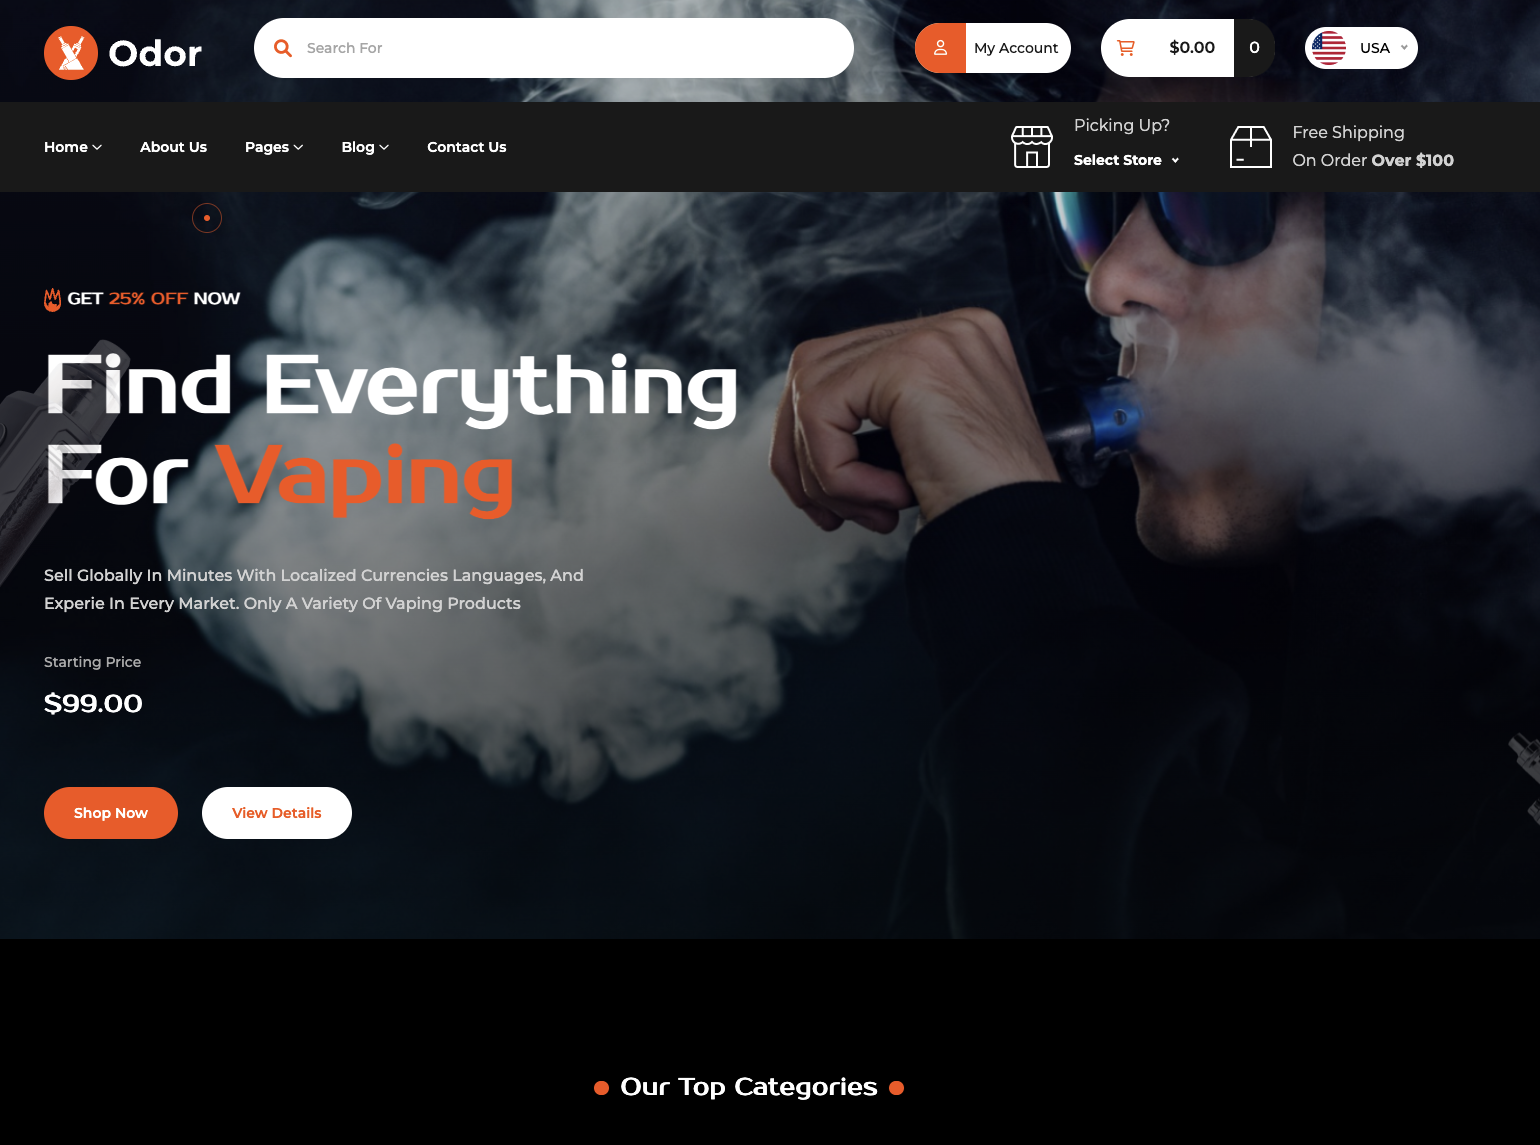 Odor
Search For
My Account
$0.00
0
USA
Home
About Us
Pages
Blog
Contact Us
Picking Up?
Select Store
Free Shipping
On Order Over $100
GET 25% OFF NOW
Find Everything
For Vaping
Sell Globally In Minutes With Localized Currencies Languages, And
Experie In Every Market. Only A Variety Of Vaping Products
Starting Price
$99.00
Shop Now
View Details
Our Top Categories